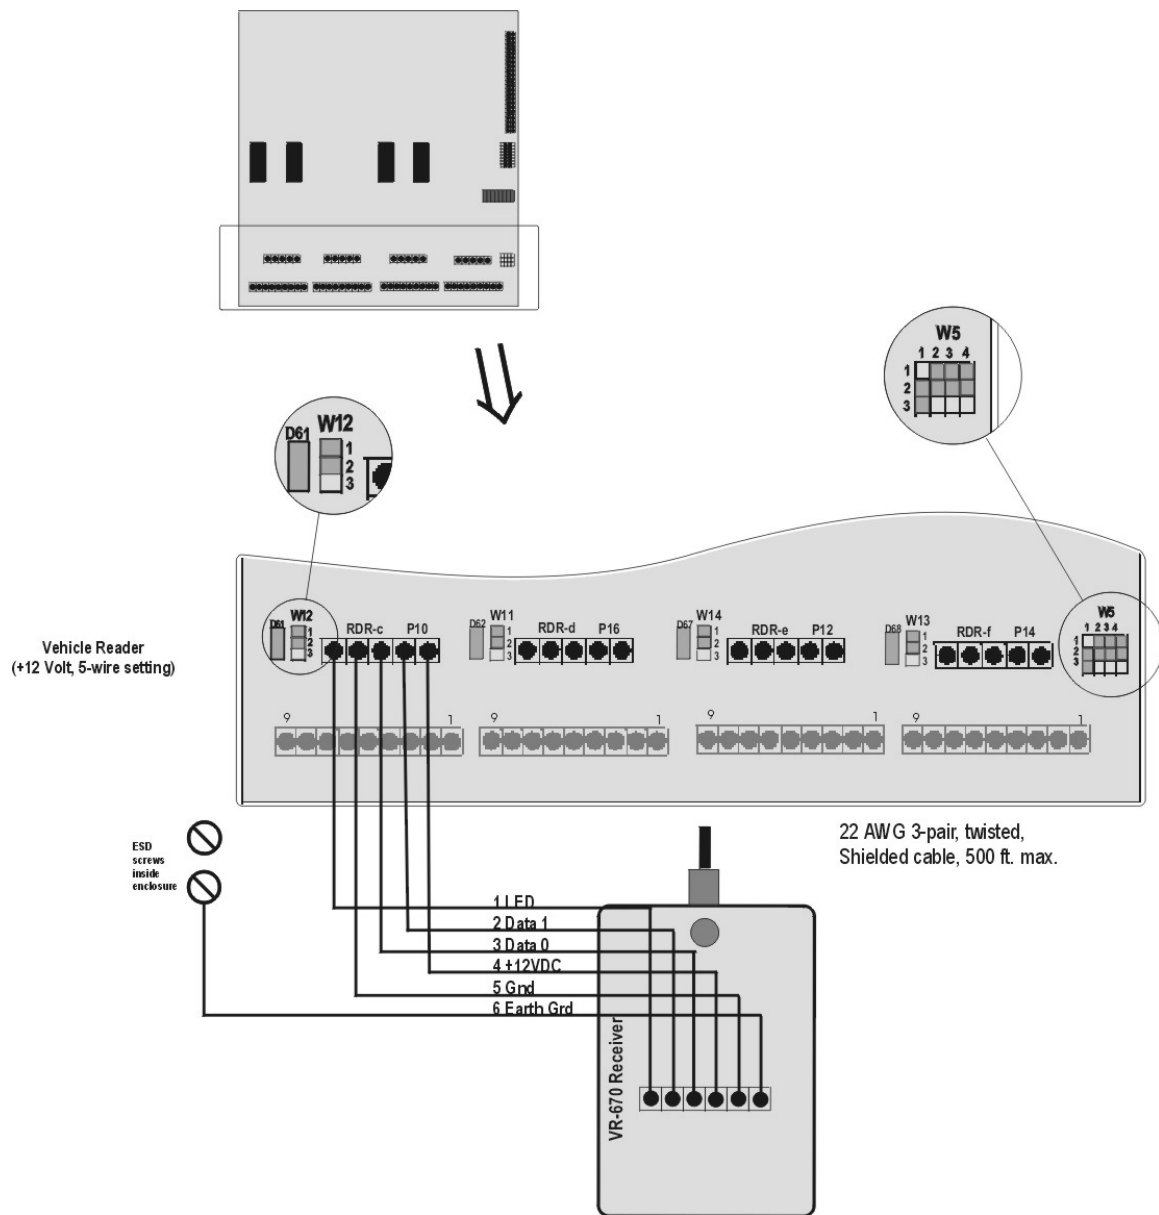 W5
1 2 3 4
1
2
3
D61
W12
1
2
3
Vehicle Reader
(+12 Volt, 5-wire setting)
D61
W12
1
2
3
RDR-c P10
D62
W11
1
2
3
RDR-d P16
D67
W14
1
2
3
RDR-e P12
D68
W13
1
2
3
RDR-f P14
W5
1 2 3 4
1
2
3
9 1
9 1
9 1
9 1
ESD
screws
inside
enclosure
22 AWG 3-pair, twisted,
Shielded cable, 500 ft. max.
1 LED
2 Data 1
3 Data 0
4 +12VDC
5 Gnd
6 Earth Grd
VR-670 Receiver